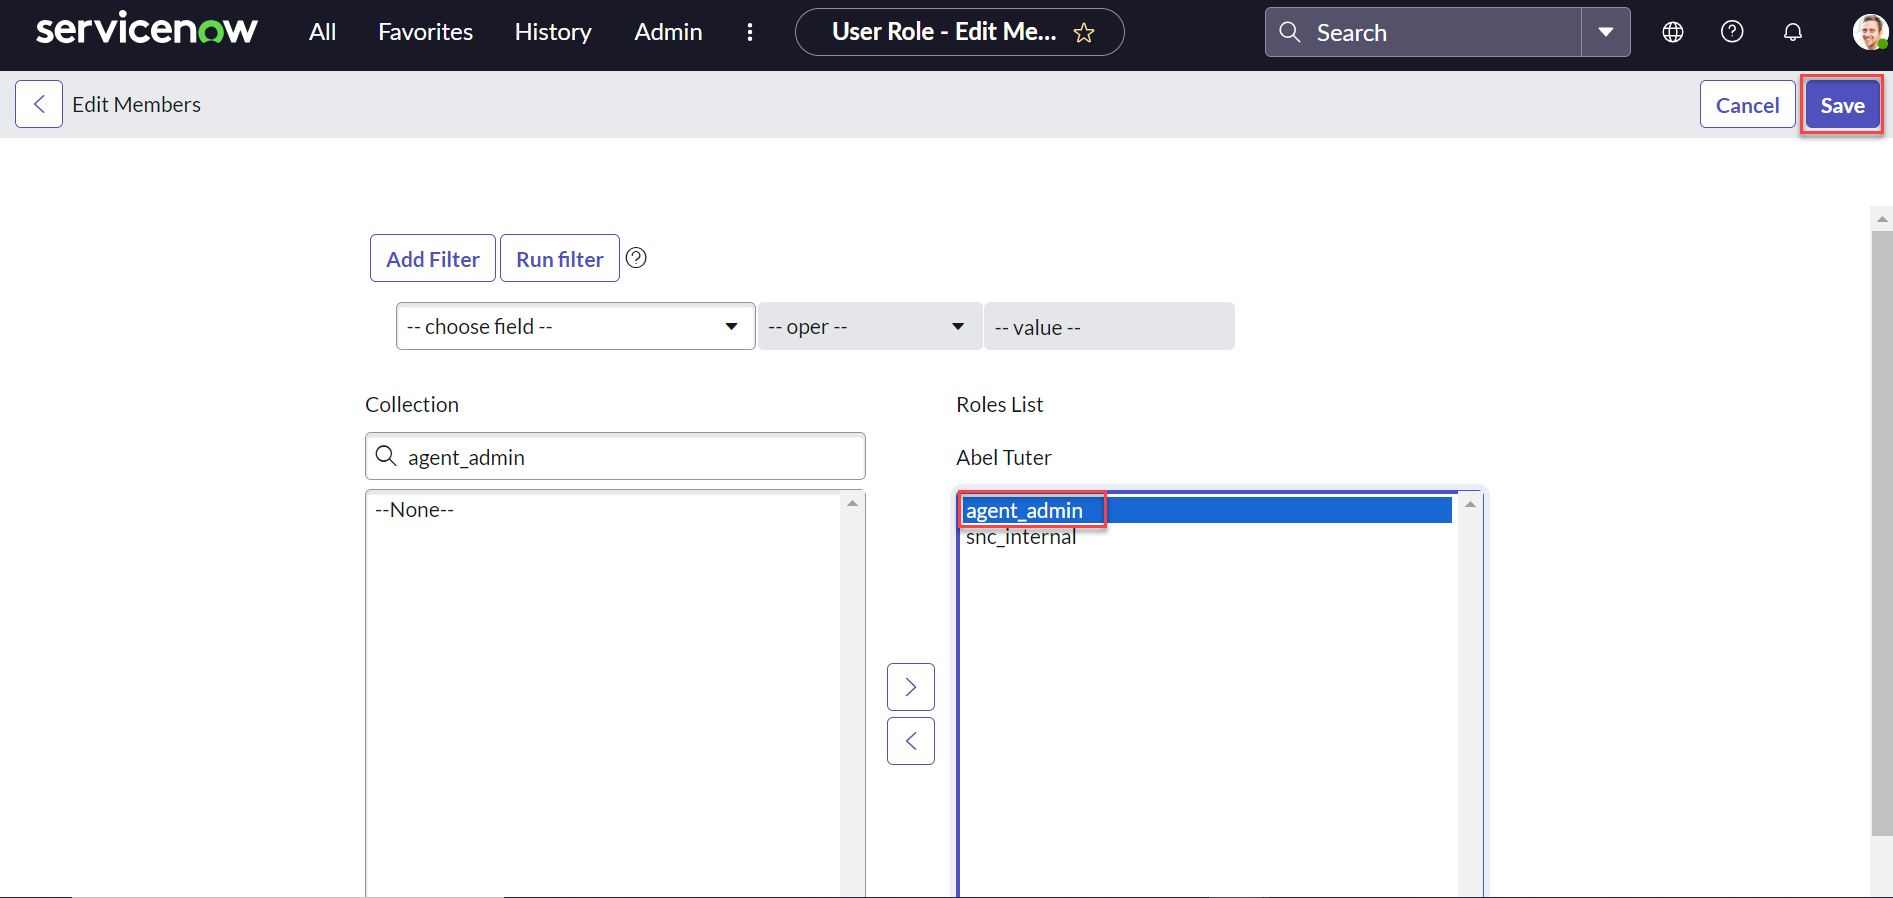 servicenow All Favorites History Admin User Role - Edit Me... Search
Edit Members Cancel Save
Add Filter Run filter
-- choose field -- -- oper -- -- value --
Collection Roles List
agent_admin Abel Tuter
--None-- agent_admin
snc_internal